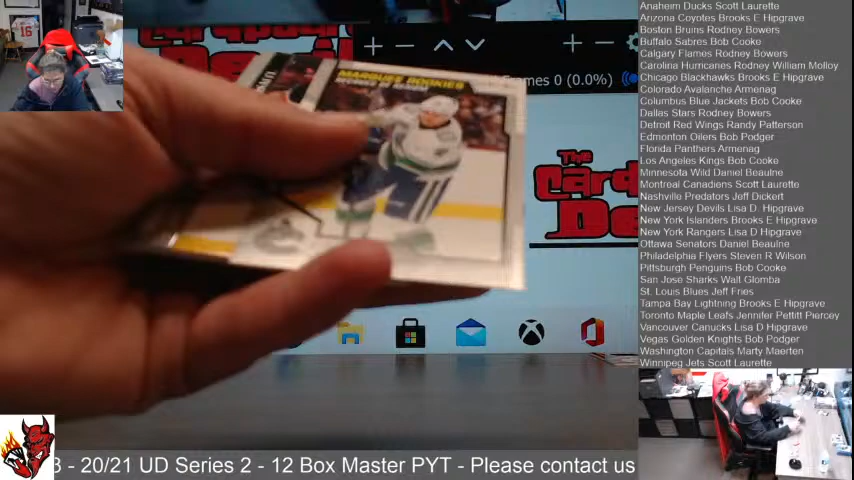 Anaheim Ducks Scott Laurette
Arizona Coyotes Brooks E Hipgrave
Boston Bruins Rodney Bowers
Buffalo Sabres Bob Cooke
Calgary Flames Rodney Bowers
Carolina Hurricanes Rodney William Molloy
Chicago Blackhawks Brooks E Hipgrave
Colorado Avalanche Armenag
Columbus Blue Jackets Bob Cooke
Dallas Stars Rodney Bowers
Detroit Red Wings Randy Patterson
Edmonton Oilers Bob Podger
Florida Panthers Armenag
Los Angeles Kings Bob Cooke
Minnesota Wild Daniel Beaulne
Montreal Canadiens Scott Laurette
Nashville Predators Jeff Dickert
New Jersey Devils Lisa D. Hipgrave
New York Islanders Brooks E Hipgrave
New York Rangers Lisa D Hipgrave
Ottawa Senators Daniel Beaulne
Philadelphia Flyers Steven R Wilson
Pittsburgh Penguins Bob Cooke
San Jose Sharks Walt Glomba
St. Louis Blues Jeff Fries
Tampa Bay Lightning Brooks E Hipgrave
Toronto Maple Leafs Jennifer Pettitt Piercey
Vancouver Canucks Lisa D Hipgrave
Vegas Golden Knights Bob Podger
Washington Capitals Marty Maerten
Winnipeg Jets Scott Laurette
16
Frames 0 (0.0%)
MARQUEE ROOKIES
The
- 20/21 UD Series 2 - 12 Box Master PYT - Please contact us